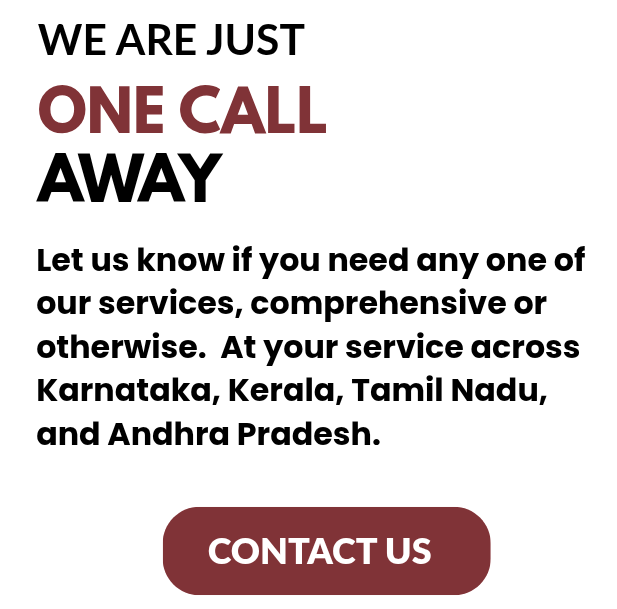 WE ARE JUST
ONE CALL
AWAY
Let us know if you need any one of
our services, comprehensive or
otherwise.  At your service across
Karnataka, Kerala, Tamil Nadu,
and Andhra Pradesh.
CONTACT US